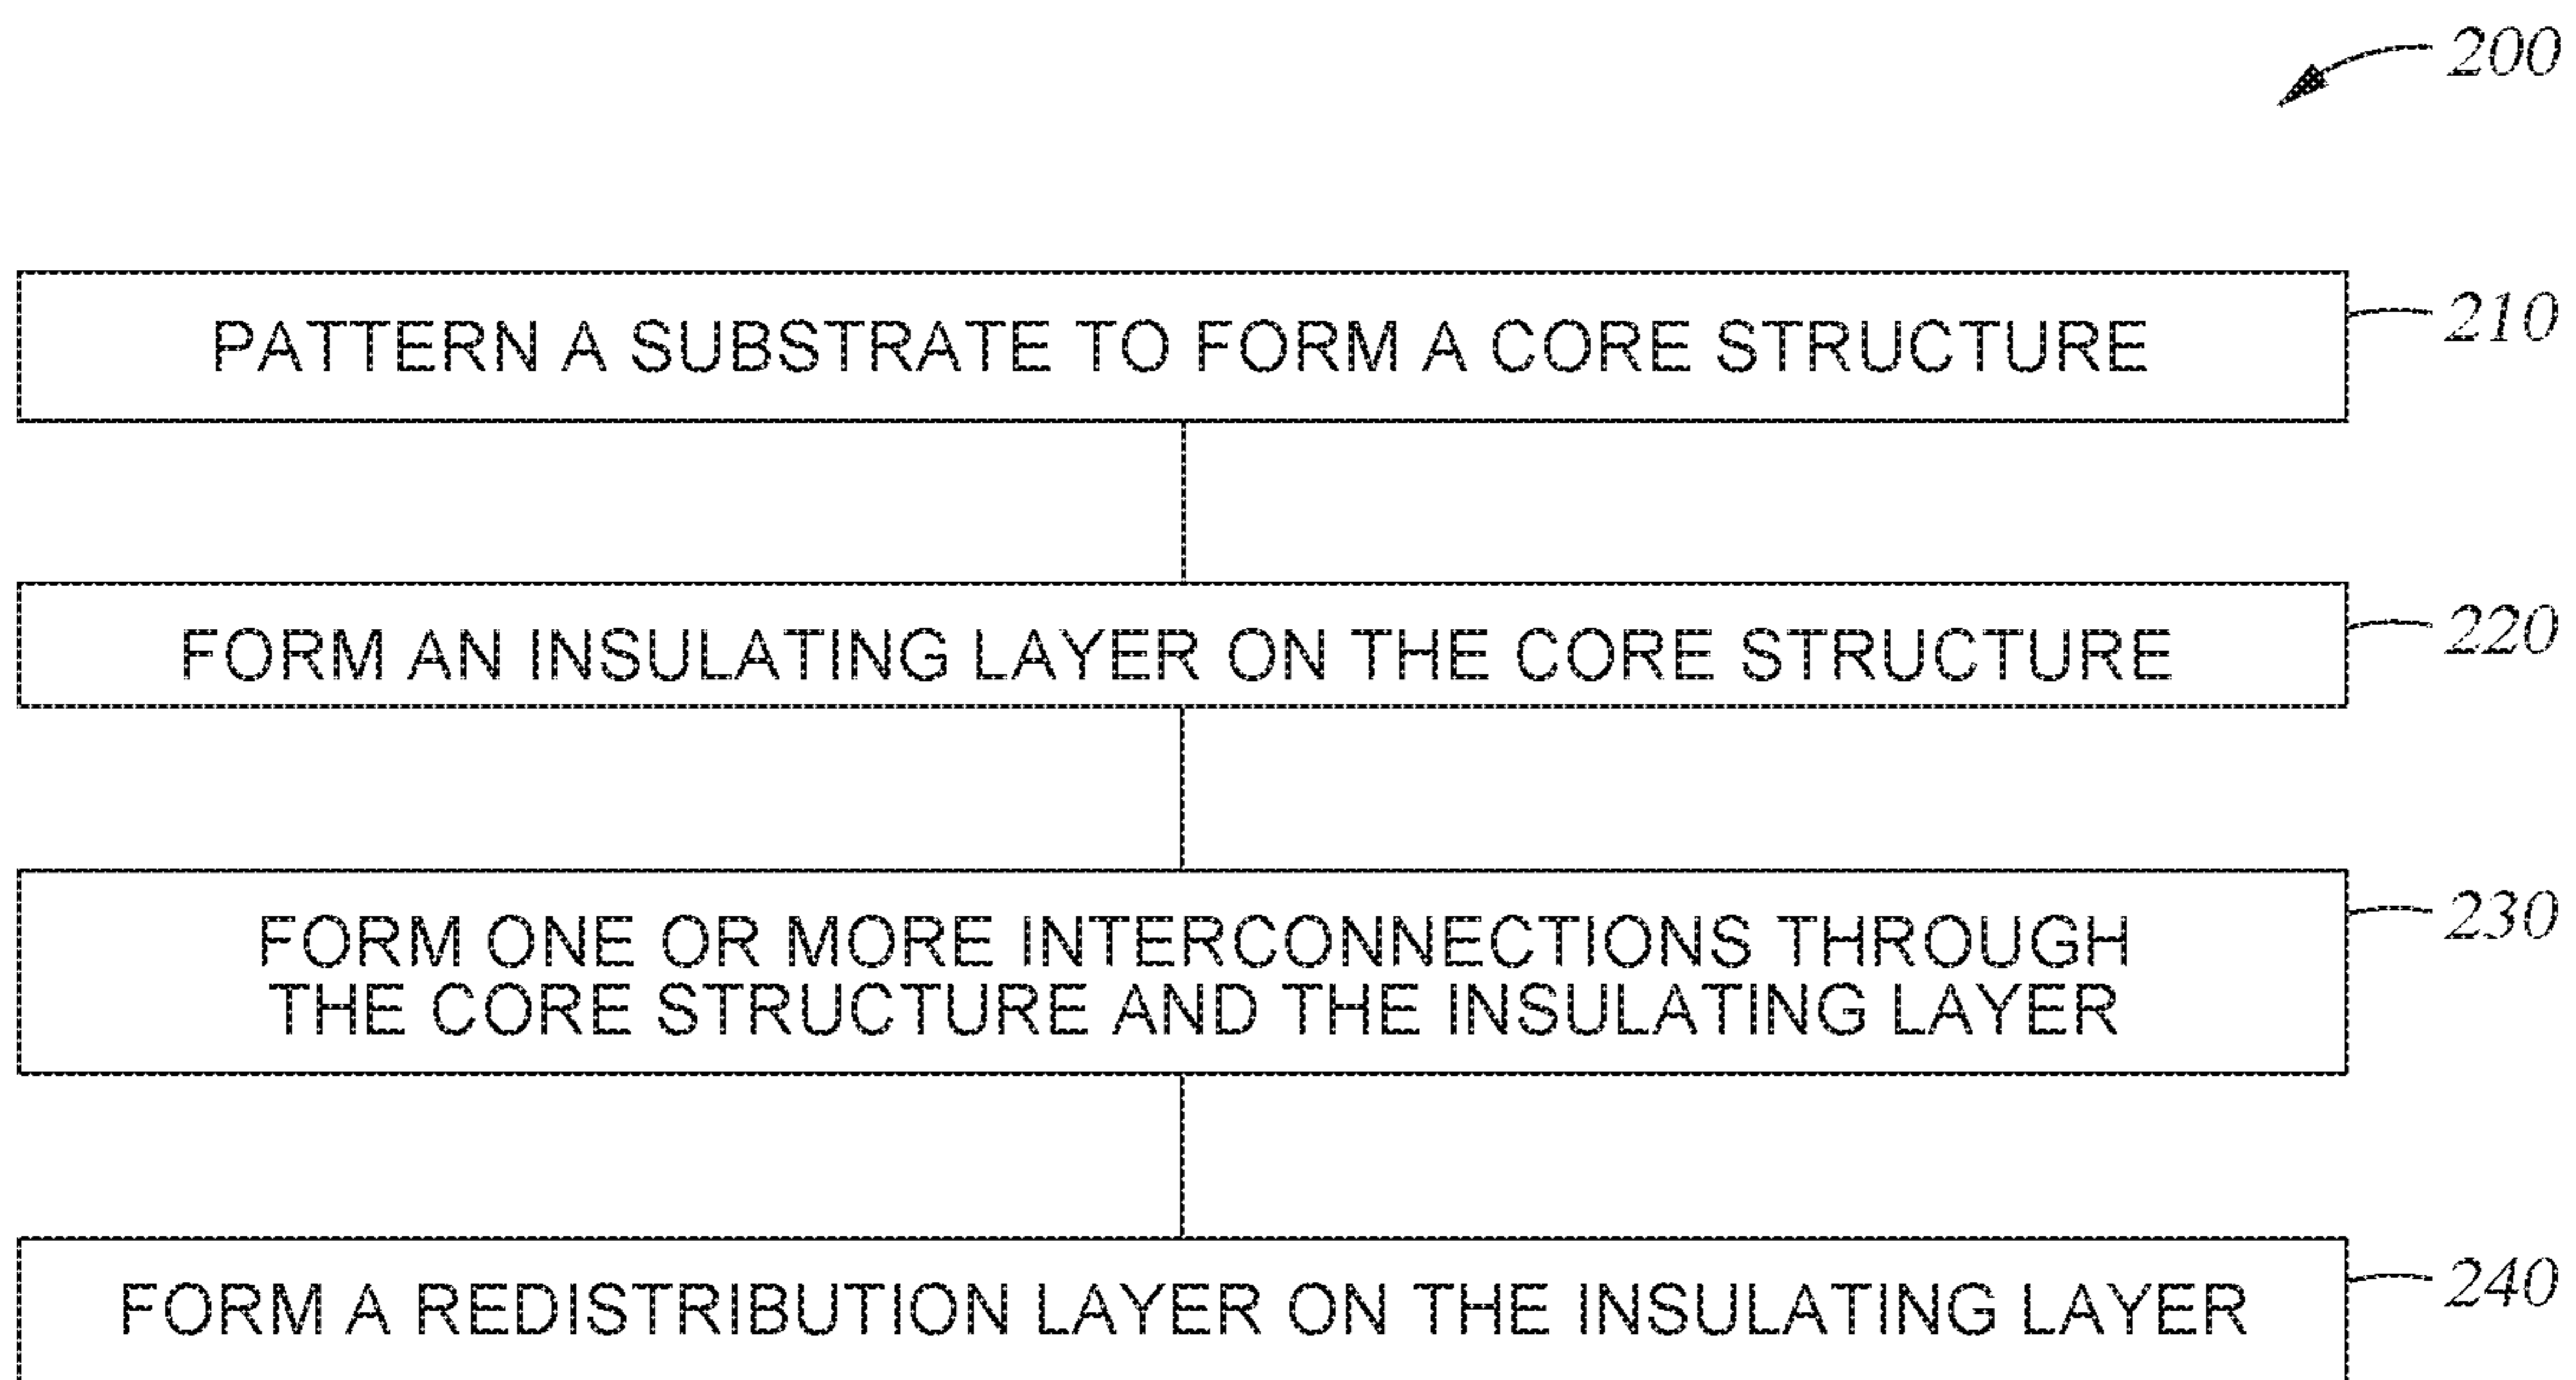 200
PATTERN A SUBSTRATE TO FORM A CORE STRUCTURE
210
FORM AN INSULATING LAYER ON THE CORE STRUCTURE
220
FORM ONE OR MORE INTERCONNECTIONS THROUGH
THE CORE STRUCTURE AND THE INSULATING LAYER
230
FORM A REDISTRIBUTION LAYER ON THE INSULATING LAYER
240